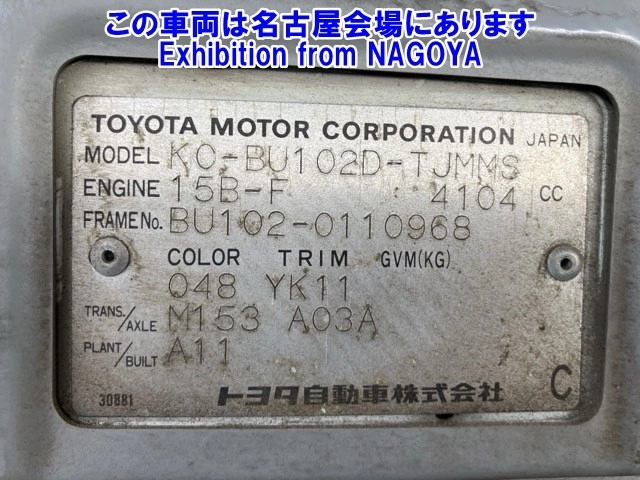 この車両は名古屋会場にあります
Exhibition from NAGOYA
TOYOTA MOTOR CORPORATION JAPAN
MODEL KC-BU102D-TJMMS
ENGINE 15B-F 4104 CC
FRAME No. BU102-0110968
COLOR TRIM GVM(KG)
048 YK11
TRANS./AXLE M153 A03A
PLANT/BUILT A11
30881 トヨタ自動車株式会社 C